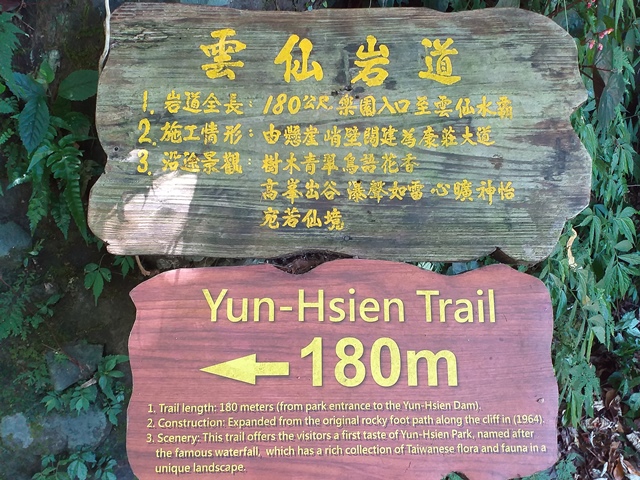 雲仙岩道
1. 岩道全長：180公尺 樂園入口至雲仙水霸
2. 施工情形：由懸崖峭壁闢建為康莊大道
3. 沿途景觀：樹木青翠鳥語花香
高峯出谷 瀑聲如雷 心曠神怡
宛若仙境
Yun-Hsien Trail
180m
1. Trail length: 180 meters (from park entrance to the Yun-Hsien Dam).
2. Construction: Expanded from the original rocky foot path along the cliff in (1964).
3. Scenery: This trail offers the visitors a first taste of Yun-Hsien Park, named after
the famous waterfall, which has a rich collection of Taiwanese flora and fauna in a
unique landscape.